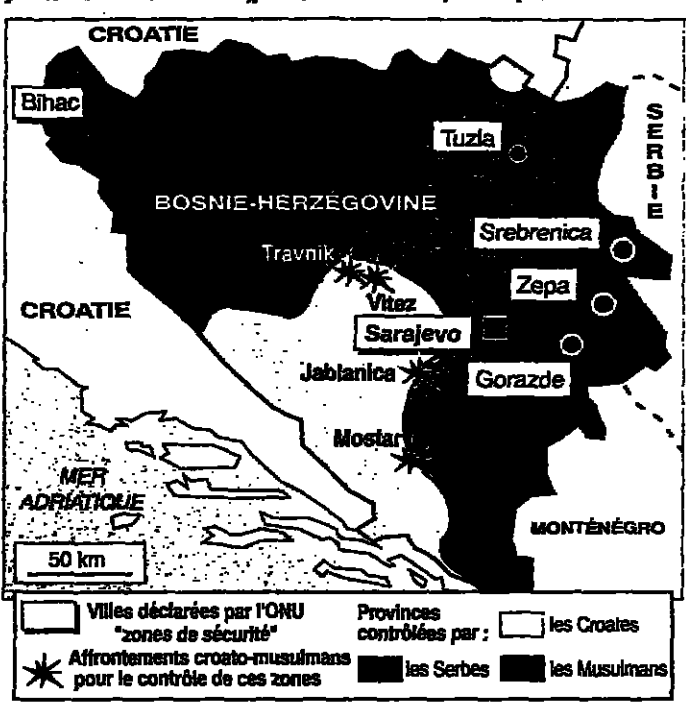 CROATIE
Bihac
SERBIE
Tuzla
BOSNIE-HERZÉGOVINE
Srebrenica
Travnik
Zepa
Vitez
CROATIE
Sarajevo
Jablanica
Gorazde
Mostar
MER
ADRIATIQUE
MONTÉNÉGRO
50 km
Villes déclarées par l'ONU
"zones de sécurité"
Affrontements croato-musulmans
pour le contrôle de ces zones
Provinces
contrôlées par :
les Croates
les Serbes
les Musulmans